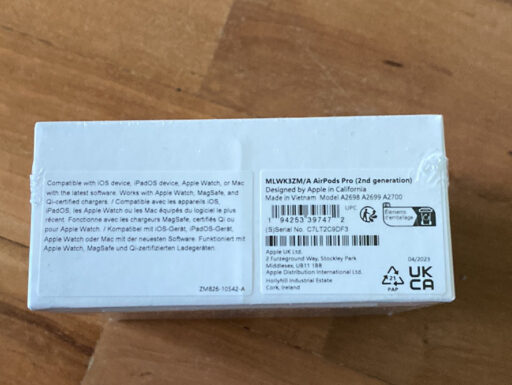 Compatible with iOS device, iPadOS device, Apple Watch, or Mac
with the latest software. Works with Apple Watch, MagSafe, and
Qi-certified chargers. / Compatible avec les appareils iOS,
iPadOS, les Apple Watch ou les Mac équipés du logiciel le plus
récent. Fonctionne avec les chargeurs MagSafe, certifiés Qi ou
pour Apple Watch. / Kompatibel mit iOS-Gerät, iPadOS-Gerät,
Apple Watch oder Mac mit der neuesten Software. Funktioniert mit
Apple Watch, MagSafe und Qi-zertifizierten Ladegeräten.
ZM826-10542-A
MLWK3ZM/A AirPods Pro (2nd generation)
Designed by Apple in California
Made in Vietnam Model A2698 A2699 A2700
UPC
1 94253 39747 2
(S)Serial No. C7LT2C9DF3
Éléments
d'emballage
Apple UK Ltd.
2 Furzeground Way, Stockley Park
Middlesex, UB11 1BB
Apple Distribution International Ltd.
Hollyhill Industrial Estate
Cork, Ireland
04/2023
21
PAP
UK
CA